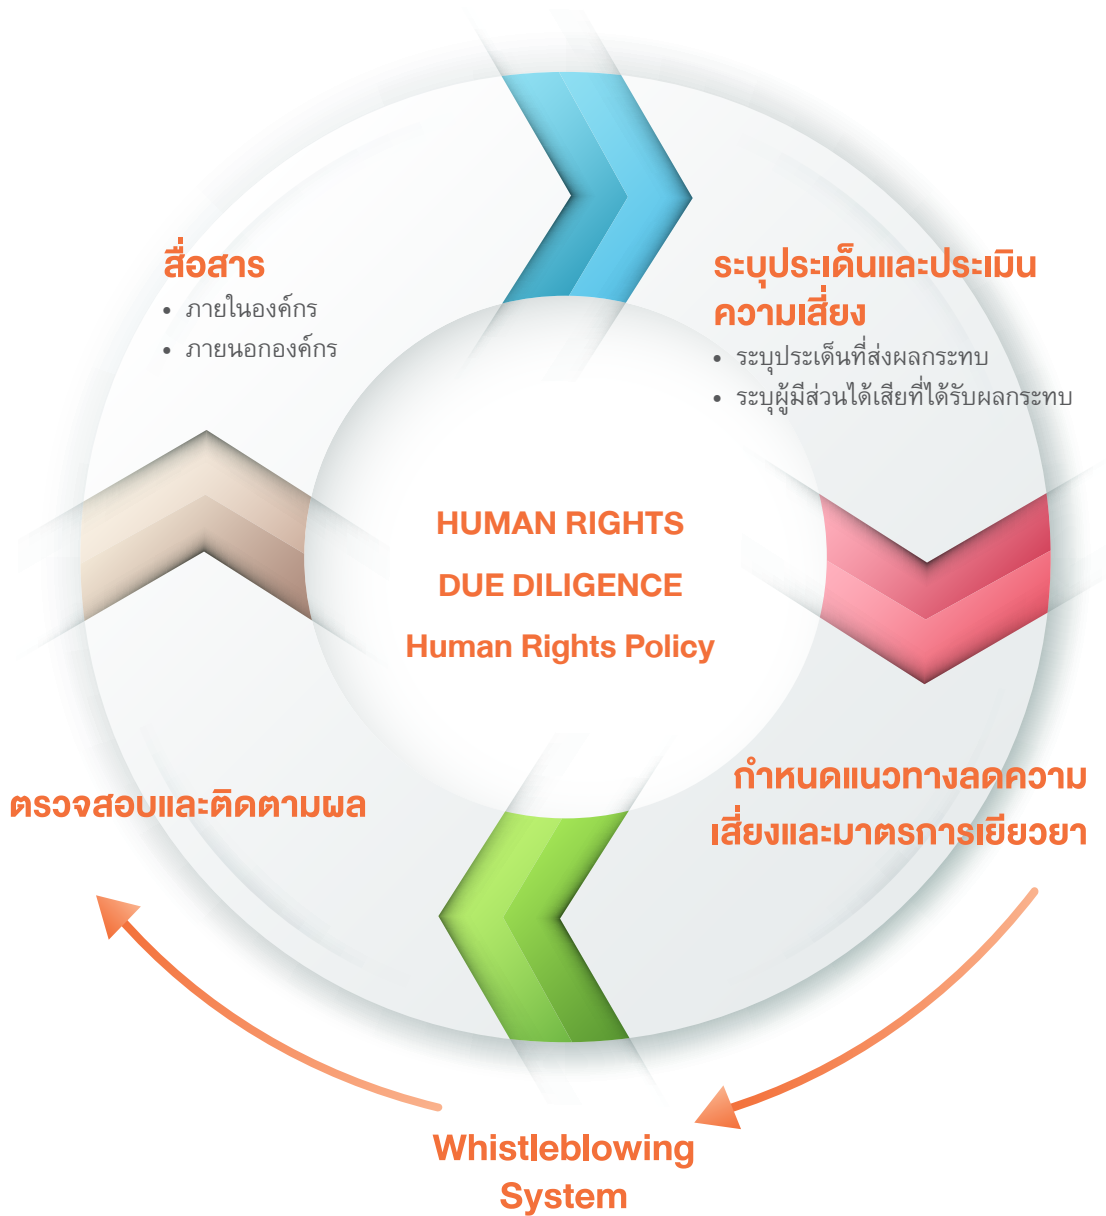 สื่อสาร
• ภายในองค์กร
• ภายนอกองค์กร
ระบุประเด็นและประเมิน
ความเสี่ยง
• ระบุประเด็นที่ส่งผลกระทบ
• ระบุผู้มีส่วนได้เสียที่ได้รับผลกระทบ
HUMAN RIGHTS
DUE DILIGENCE
Human Rights Policy
กำหนดแนวทางลดความ
เสี่ยงและมาตรการเยียวยา
ตรวจสอบและติดตามผล
Whistleblowing
System